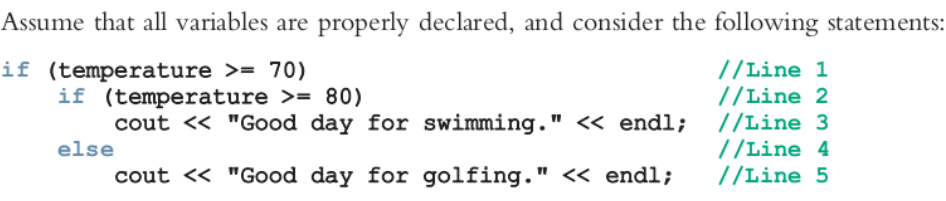 Assume that all variables are properly declared, and consider the following statements:
if (temperature >= 70) //Line 1
if (temperature >= 80) //Line 2
cout << "Good day for swimming." << endl; //Line 3
else //Line 4
cout << "Good day for golfing." << endl; //Line 5